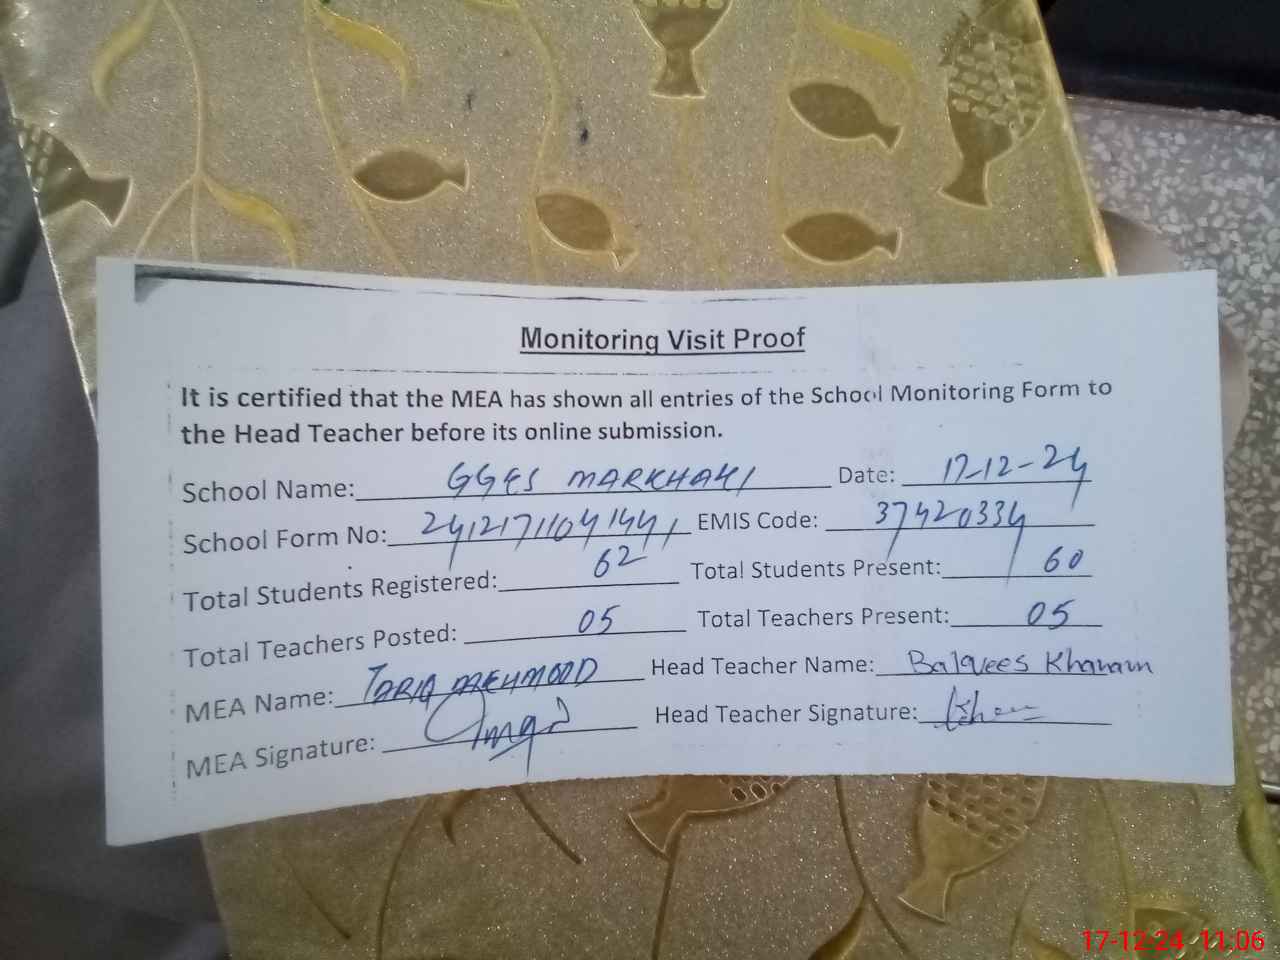 Monitoring Visit Proof
It is certified that the MEA has shown all entries of the School Monitoring Form to
the Head Teacher before its online submission.
School Name: GGES MARKHAHI Date: 17-12-24
School Form No: EMIS Code: 37420334
Total Students Registered: 62 Total Students Present: 60
Total Teachers Posted: 05 Total Teachers Present: 05
MEA Name: TARIQ MEHMOOD Head Teacher Name: Balqees Khanam
MEA Signature: Head Teacher Signature:
17-12-24 11:06